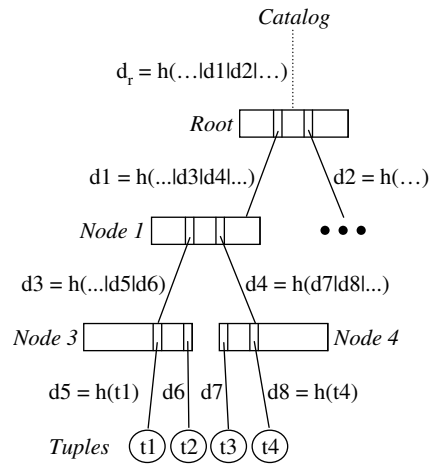 Catalog
d_r = h(…|d1|d2|…)
Root
d1 = h(...|d3|d4|...)
d2 = h(…)
Node 1
•••
d3 = h(...|d5|d6)
d4 = h(d7|d8|...)
Node 3
Node 4
d5 = h(t1)
d6
d7
d8 = h(t4)
Tuples
t1
t2
t3
t4